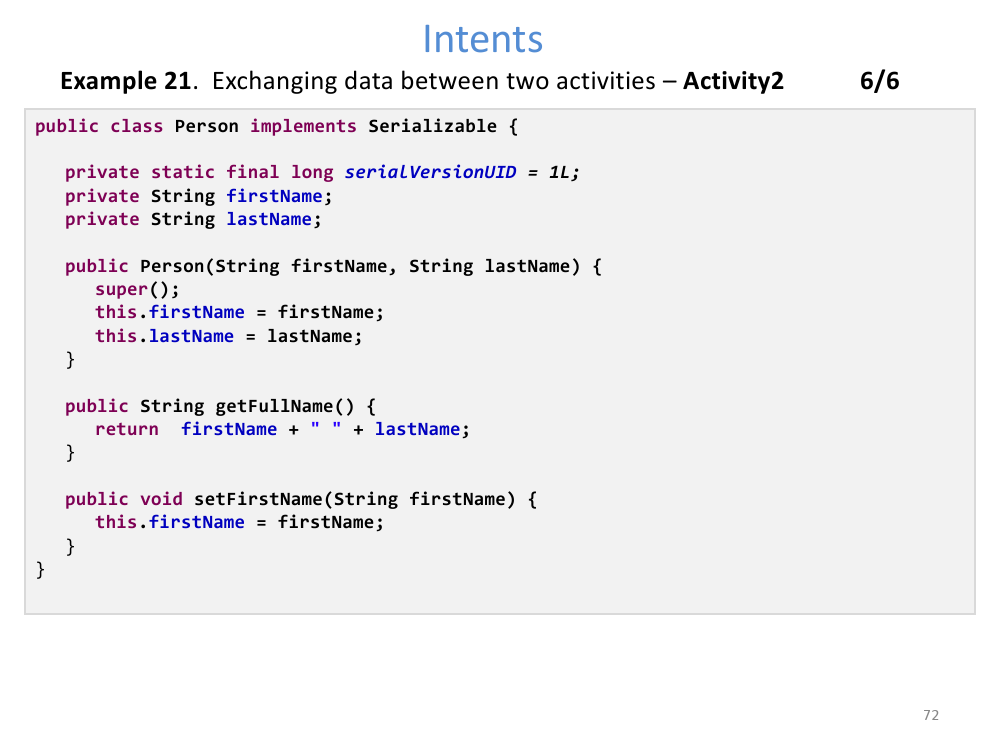 Intents
Example 21. Exchanging data between two activities – Activity2 6/6
public class Person implements Serializable {
private static final long serialVersionUID = 1L;
private String firstName;
private String lastName;
public Person(String firstName, String lastName) {
super();
this.firstName = firstName;
this.lastName = lastName;
}
public String getFullName() {
return  firstName + " " + lastName;
}
public void setFirstName(String firstName) {
this.firstName = firstName;
}
}
72